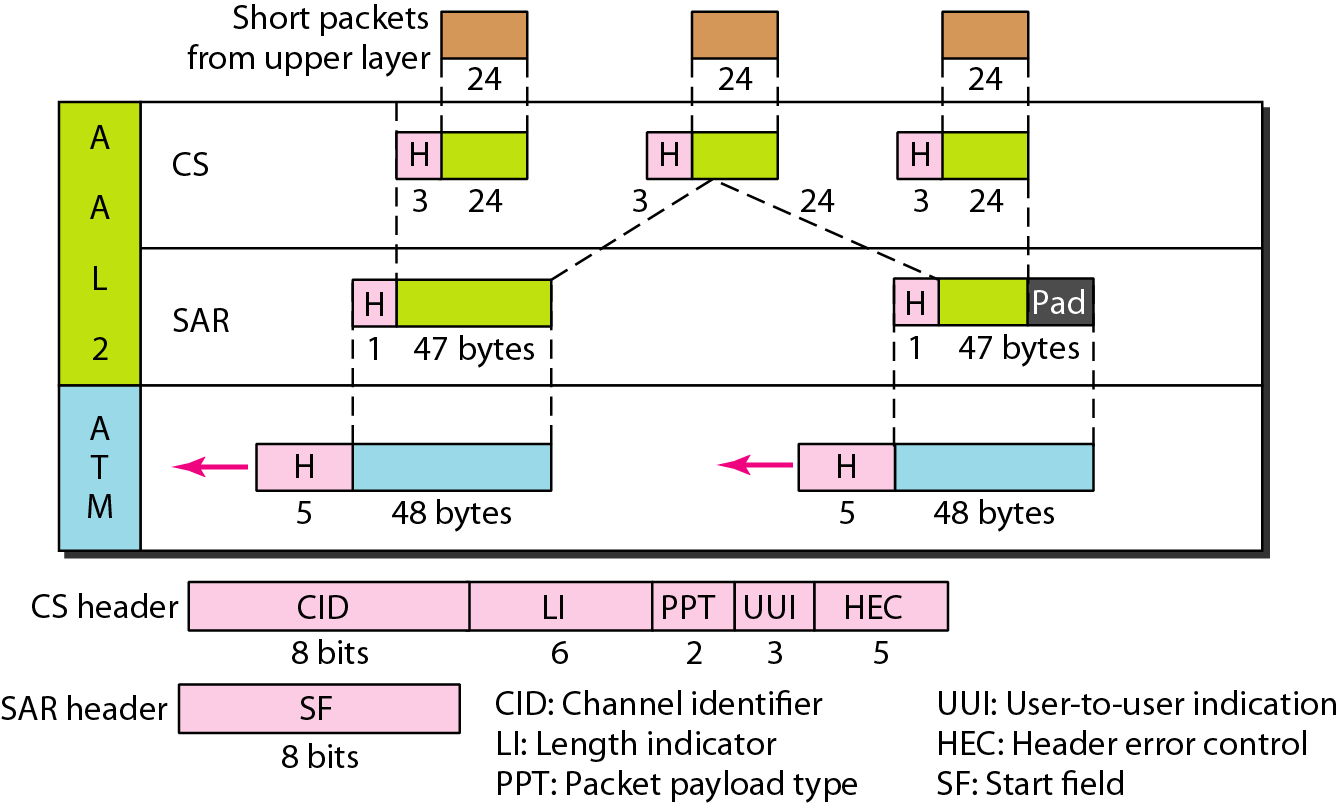 Short packets
from upper layer
24
24
24
A
A
L
2
CS
H
H
H
3
24
3
24
3
24
SAR
H
H
Pad
1
47 bytes
1
47 bytes
A
T
M
H
H
5
48 bytes
5
48 bytes
CS header
CID
LI
PPT
UUI
HEC
8 bits
6
2
3
5
SAR header
SF
8 bits
CID: Channel identifier
LI: Length indicator
PPT: Packet payload type
UUI: User-to-user indication
HEC: Header error control
SF: Start field